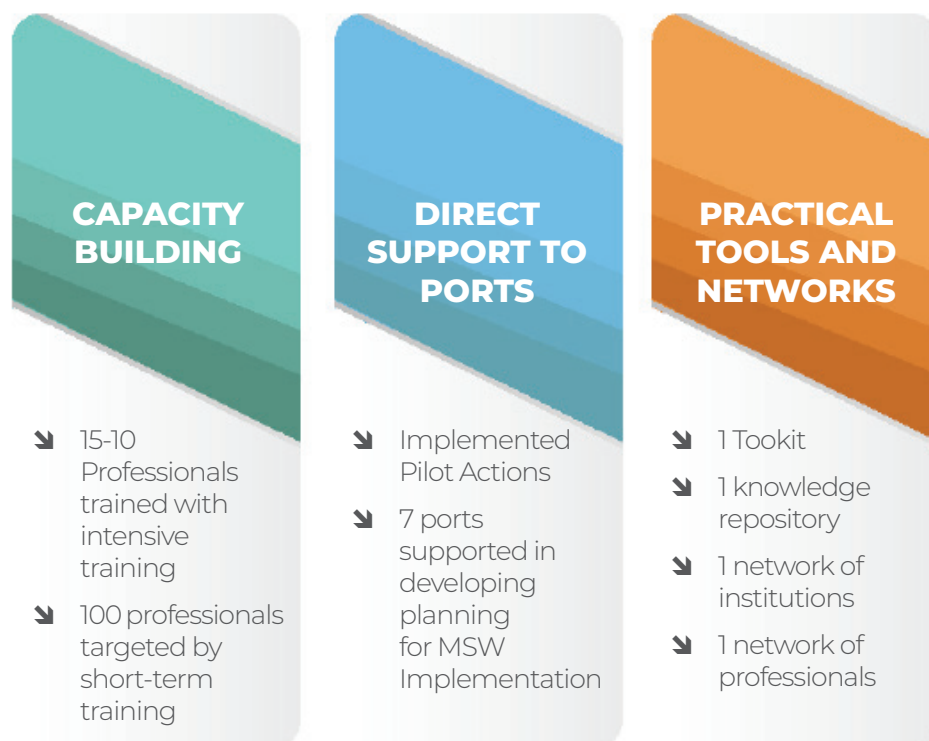 CAPACITY
BUILDING
15-10
Professionals
trained with
intensive
training
100 professionals
targeted by
short-term
training
DIRECT
SUPPORT TO
PORTS
Implemented
Pilot Actions
7 ports
supported in
developing
planning
for MSW
Implementation
PRACTICAL
TOOLS AND
NETWORKS
1 Tookit
1 knowledge
repository
1 network of
institutions
1 network of
professionals